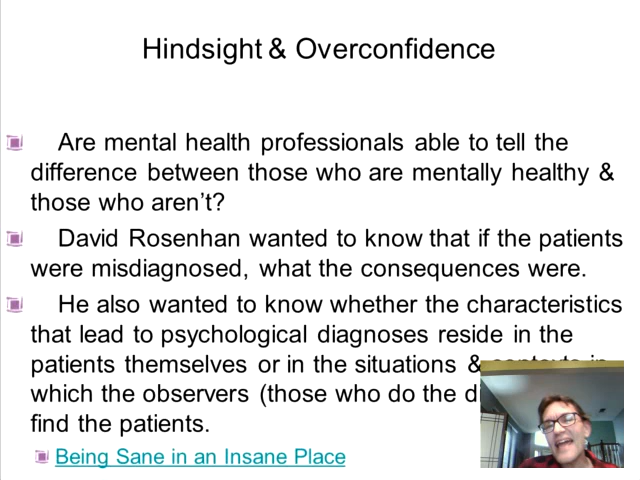 Hindsight & Overconfidence
Are mental health professionals able to tell the
difference between those who are mentally healthy &
those who aren't?
David Rosenhan wanted to know that if the patients
were misdiagnosed, what the consequences were.
He also wanted to know whether the characteristics
that lead to psychological diagnoses reside in the
patients themselves or in the situations &
which the observers (those who do the
find the patients.
Being Sane in an Insane Place